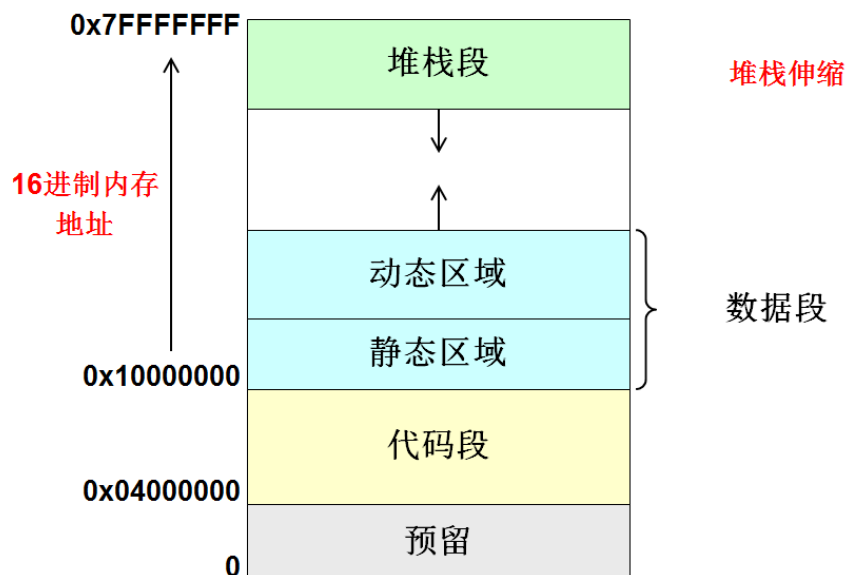 0x7FFFFFFF
堆栈段
堆栈伸缩
16进制内存
地址
动态区域
数据段
静态区域
0x10000000
代码段
0x04000000
预留
0